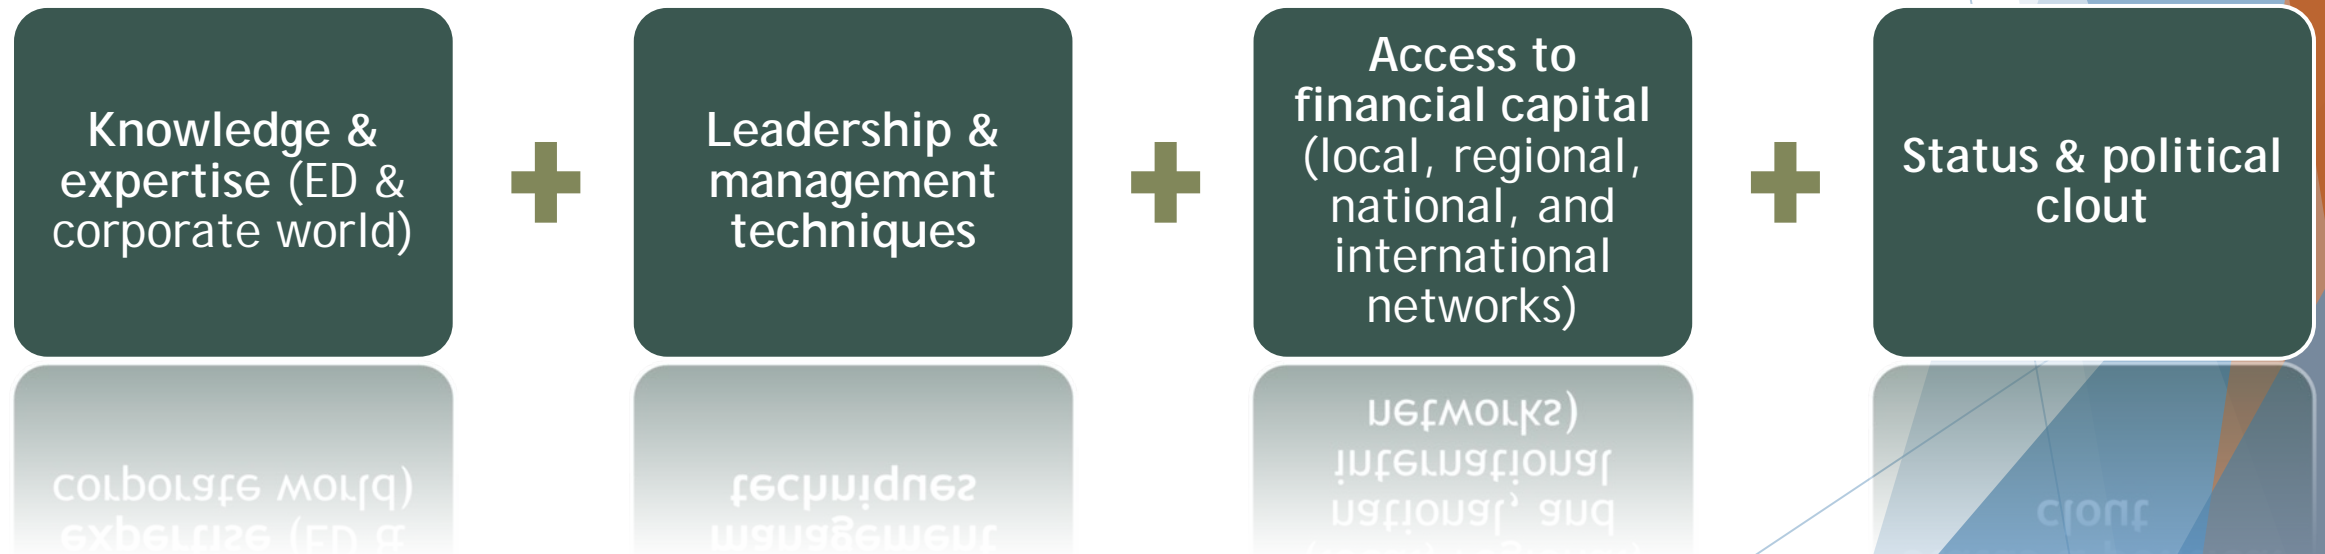 Knowledge &
expertise (ED &
corporate world)
Leadership &
management
techniques
Access to
financial capital
(local, regional,
national, and
international
networks)
Status & political
clout